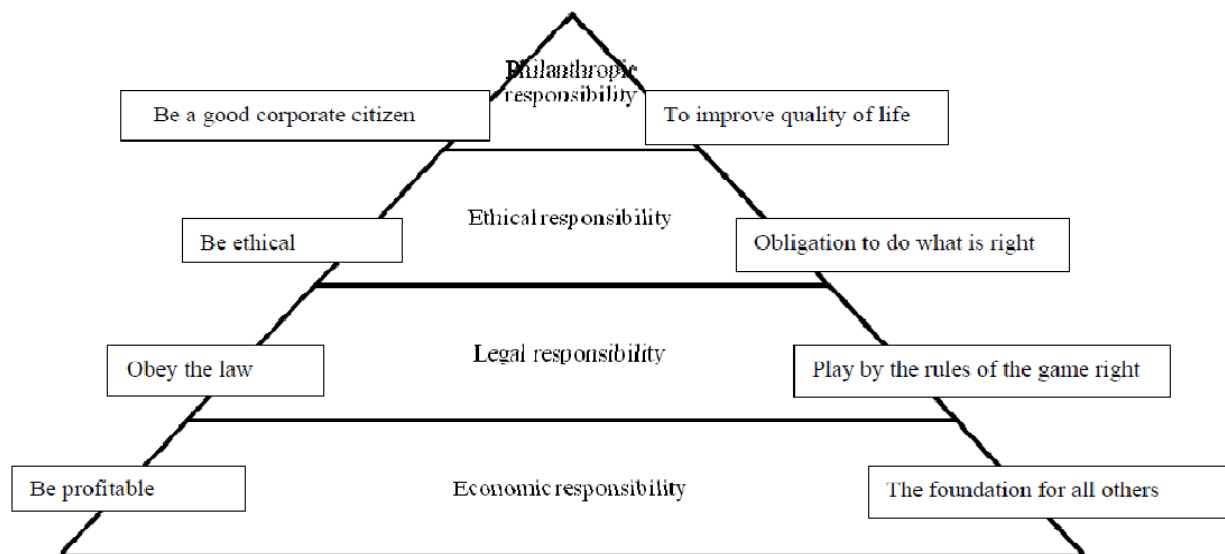 Philanthropic
responsibility
Be a good corporate citizen
To improve quality of life
Ethical responsibility
Be ethical
Obligation to do what is right
Legal responsibility
Obey the law
Play by the rules of the game right
Be profitable
Economic responsibility
The foundation for all others